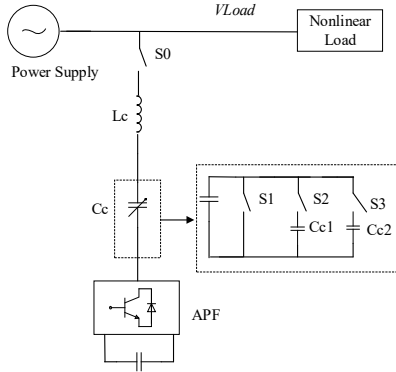 VLoad
Nonlinear
Load
Power Supply
S0
Lc
Cc
S1
S2
S3
Cc1
Cc2
APF